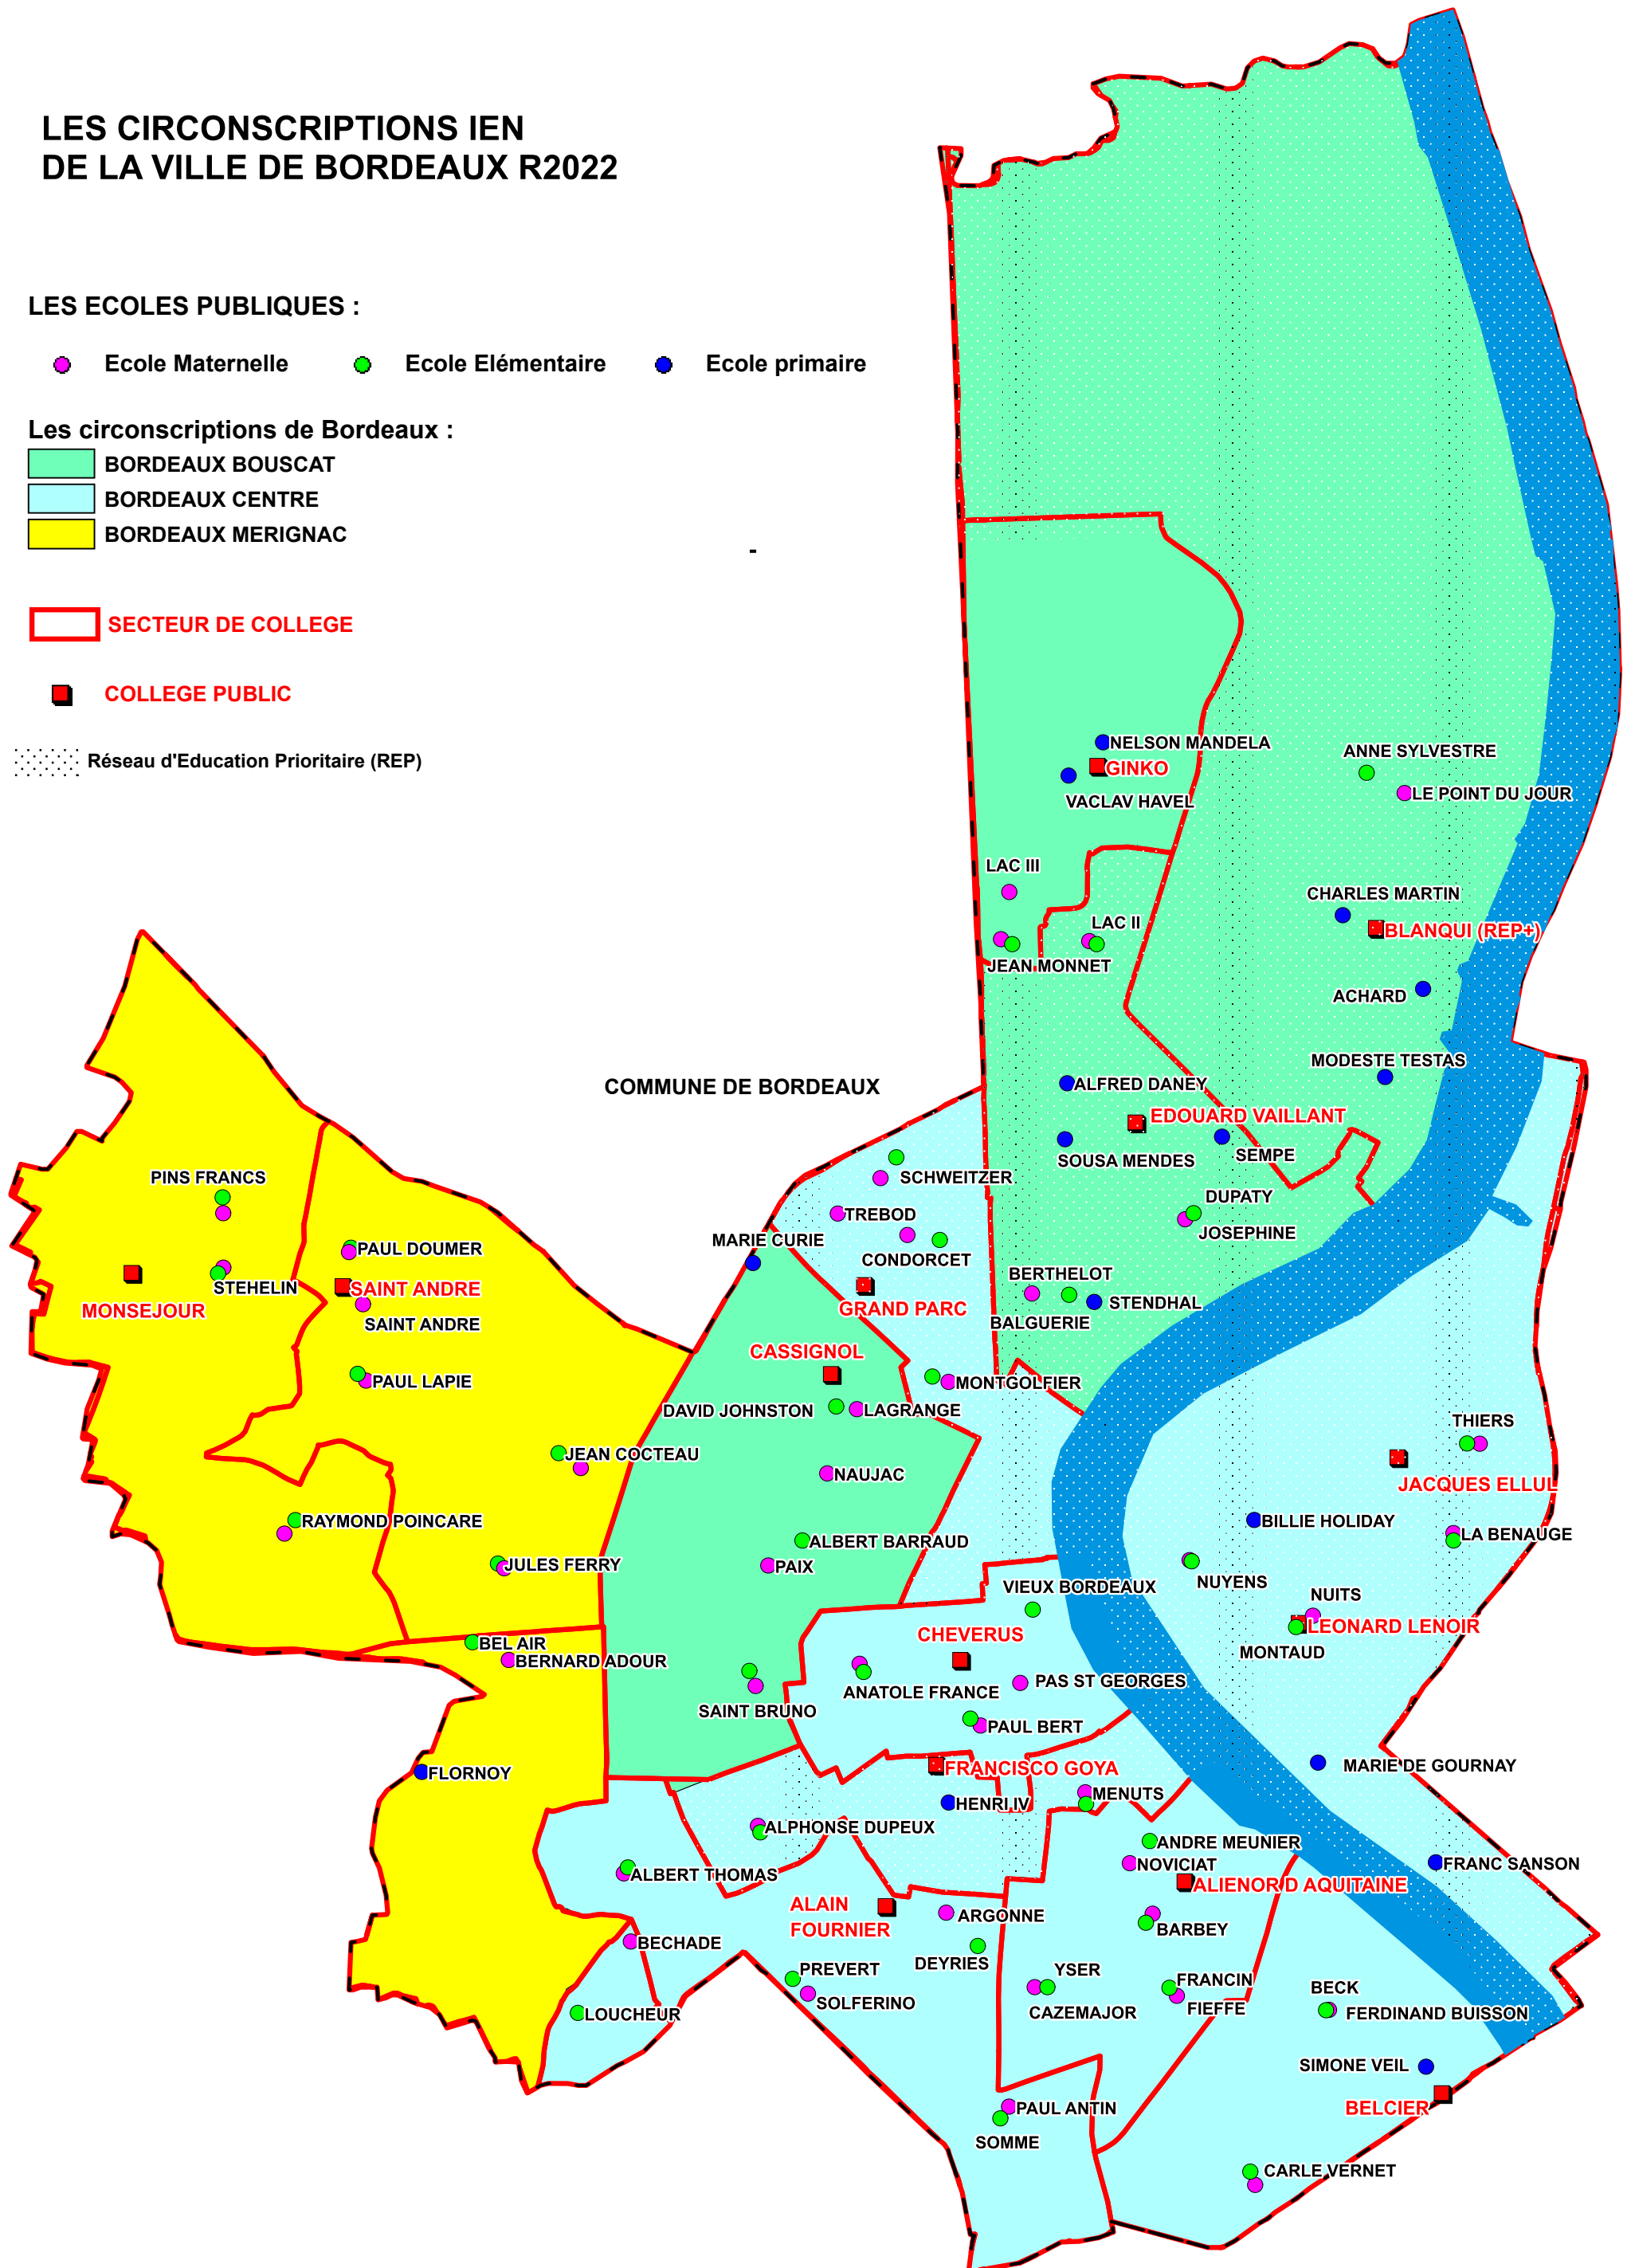 LES CIRCONSCRIPTIONS IEN
DE LA VILLE DE BORDEAUX R2022
LES ECOLES PUBLIQUES :
Ecole Maternelle
Ecole Elémentaire
Ecole primaire
Les circonscriptions de Bordeaux :
BORDEAUX BOUSCAT
BORDEAUX CENTRE
BORDEAUX MERIGNAC
-
SECTEUR DE COLLEGE
COLLEGE PUBLIC
Réseau d'Education Prioritaire (REP)
NELSON MANDELA
GINKO
VACLAV HAVEL
ANNE SYLVESTRE
LE POINT DU JOUR
LAC III
CHARLES MARTIN
LAC II
BLANQUI (REP+)
JEAN MONNET
ACHARD
MODESTE TESTAS
COMMUNE DE BORDEAUX
ALFRED DANEY
EDOUARD VAILLANT
SEMPE
SOUSA MENDES
PINS FRANCS
SCHWEITZER
DUPATY
TREBOD
JOSEPHINE
MARIE CURIE
PAUL DOUMER
CONDORCET
BERTHELOT
STEHELIN
SAINT ANDRE
STENDHAL
MONSEJOUR
GRAND PARC
BALGUERIE
SAINT ANDRE
CASSIGNOL
PAUL LAPIE
MONTGOLFIER
DAVID JOHNSTON
LAGRANGE
THIERS
JEAN COCTEAU
NAUJAC
JACQUES ELLUL
RAYMOND POINCARE
BILLIE HOLIDAY
LA BENAUGE
ALBERT BARRAUD
JULES FERRY
PAIX
VIEUX BORDEAUX
NUYENS
NUITS
CHEVERUS
LEONARD LENOIR
BEL AIR
MONTAUD
BERNARD ADOUR
PAS ST GEORGES
ANATOLE FRANCE
SAINT BRUNO
PAUL BERT
FLORNOY
FRANCISCO GOYA
MARIE DE GOURNAY
MENUTS
HENRI IV
ALPHONSE DUPEUX
ANDRE MEUNIER
NOVICIAT
FRANC SANSON
ALBERT THOMAS
ALIENOR D AQUITAINE
ALAIN
FOURNIER
ARGONNE
BARBEY
BECHADE
DEYRIES
PREVERT
YSER
FRANCIN
BECK
SOLFERINO
CAZEMAJOR
FIEFFE
FERDINAND BUISSON
LOUCHEUR
SIMONE VEIL
PAUL ANTIN
BELCIER
SOMME
CARLE VERNET